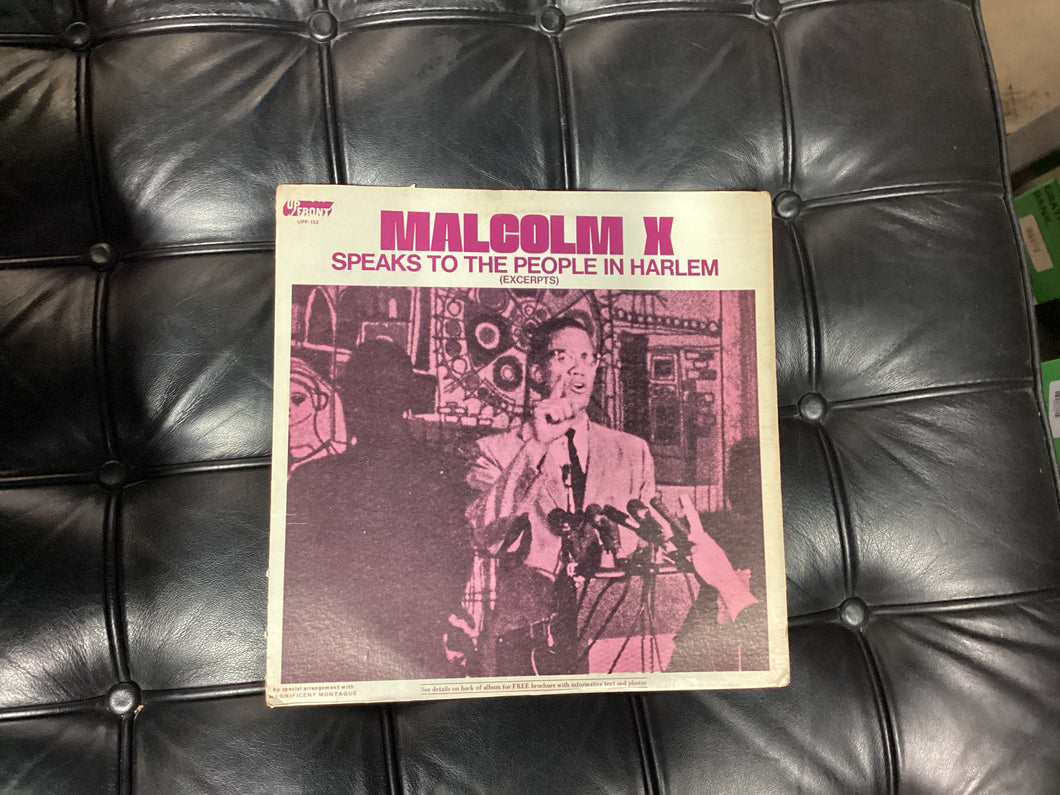 UP
FRONT
UPF-152
MALCOLM X
SPEAKS TO THE PEOPLE IN HARLEM
(EXCERPTS)
by special arrangement with
MAGNIFICENT MONTAGUE
See details on back of album for FREE brochure with informative text and photos